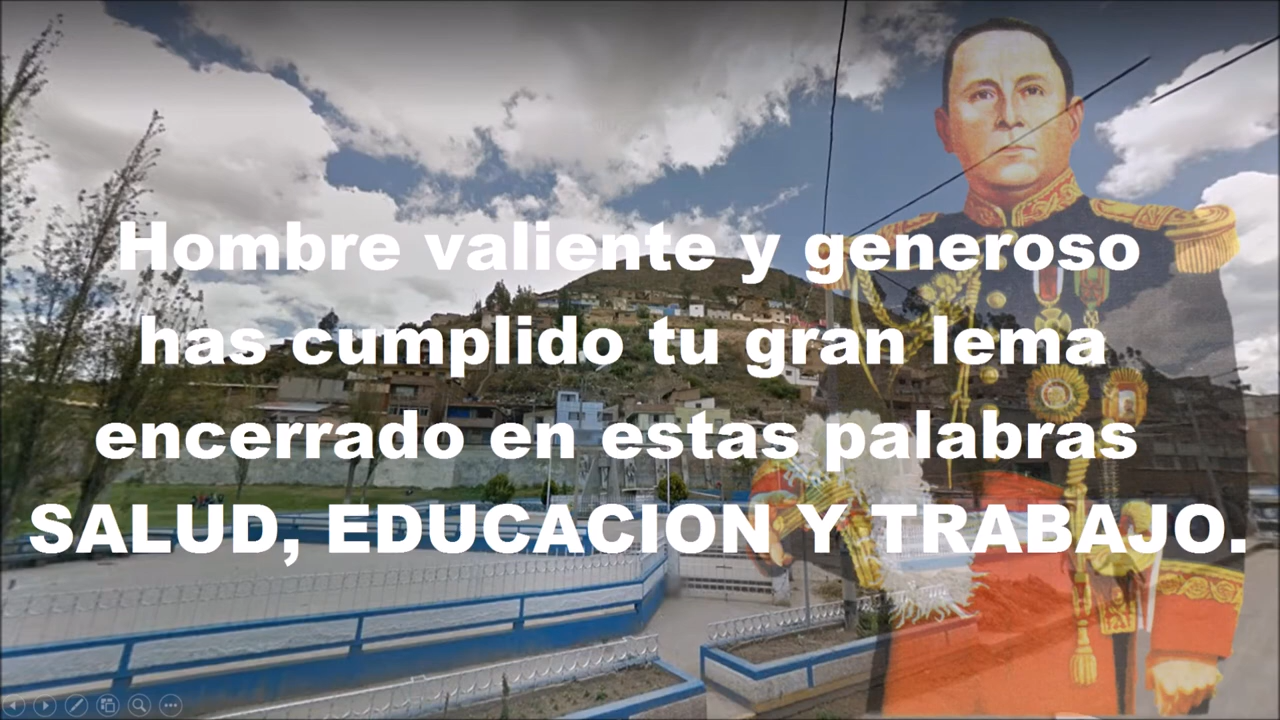 Hombre valiente y generoso
has cumplido tu gran lema
encerrado en estas palabras
SALUD, EDUCACION Y TRABAJO.